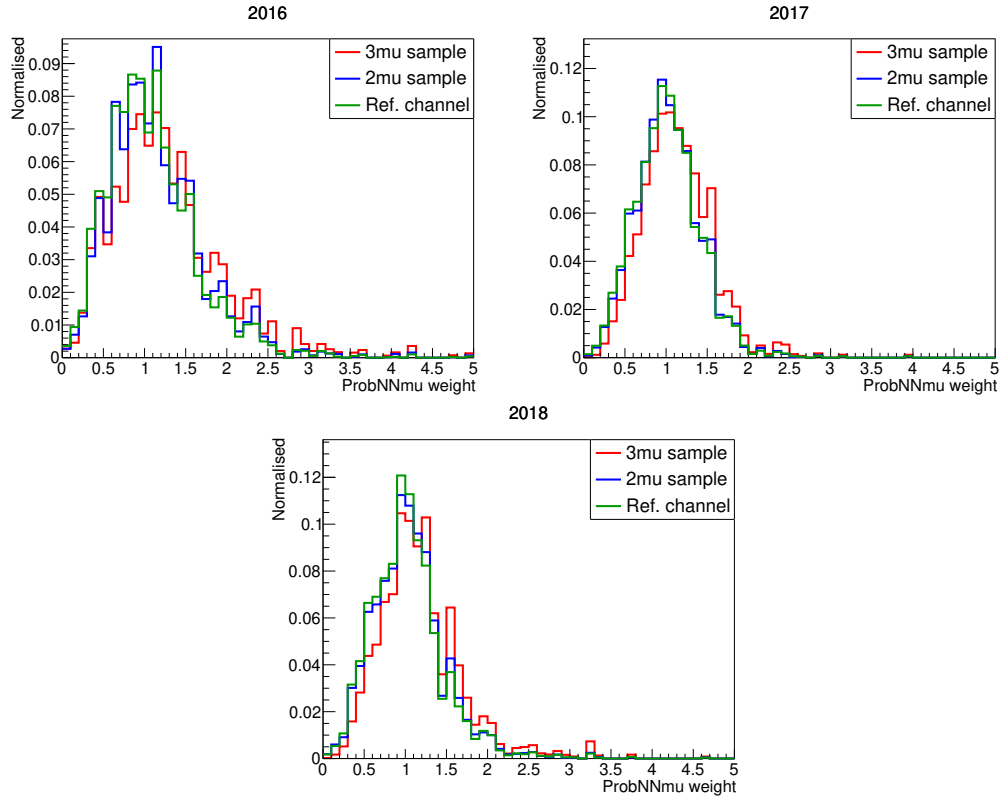 2016
Normalised
0.09
0.08
0.07
0.06
0.05
0.04
0.03
0.02
0.01
0
3mu sample
2mu sample
Ref. channel
0 0.5 1 1.5 2 2.5 3 3.5 4 4.5 5
ProbNNmu weight
2017
Normalised
0.12
0.1
0.08
0.06
0.04
0.02
0
3mu sample
2mu sample
Ref. channel
0 0.5 1 1.5 2 2.5 3 3.5 4 4.5 5
ProbNNmu weight
2018
Normalised
0.12
0.1
0.08
0.06
0.04
0.02
0
3mu sample
2mu sample
Ref. channel
0 0.5 1 1.5 2 2.5 3 3.5 4 4.5 5
ProbNNmu weight